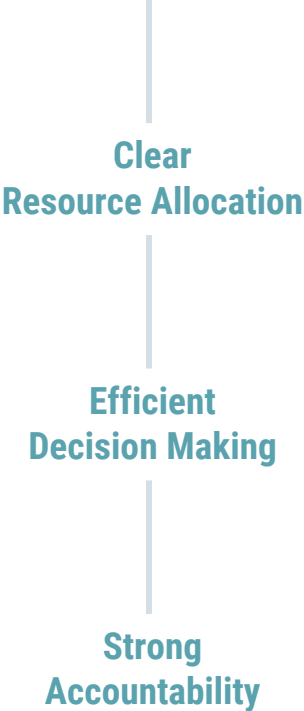 Clear
Resource Allocation
Efficient
Decision Making
Strong
Accountability